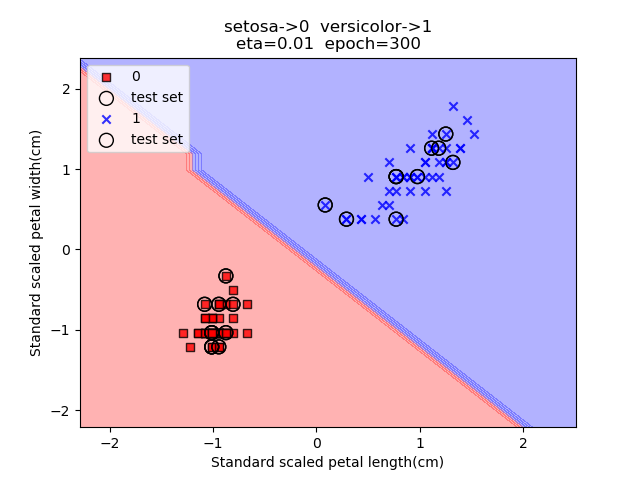 setosa->0  versicolor->1
eta=0.01  epoch=300
0
test set
1
test set
Standard scaled petal width(cm)
2
1
0
−1
−2
−2
−1
0
1
2
Standard scaled petal length(cm)